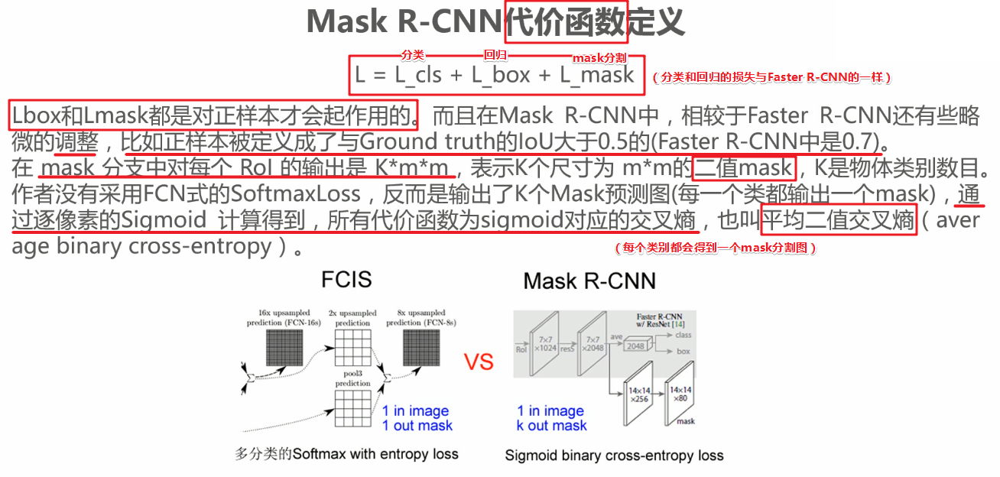 Mask R-CNN代价函数定义
分类 回归 mask分割
L = L_cls + L_box + L_mask
（分类和回归的损失与Faster R-CNN的一样）
Lbox和Lmask都是对正样本才会起作用的。而且在Mask R-CNN中，相较于Faster R-CNN还有些略
微的调整，比如正样本被定义成了与Ground truth的IoU大于0.5的(Faster R-CNN中是0.7)。
在 mask 分支中对每个 RoI 的输出是 K*m*m，表示K个尺寸为 m*m的二值mask，K是物体类别数目。
作者没有采用FCN式的SoftmaxLoss，反而是输出了K个Mask预测图(每一个类都输出一个mask)，通
过逐像素的Sigmoid 计算得到，所有代价函数为sigmoid对应的交叉熵，也叫平均二值交叉熵（aver
age binary cross-entropy）。
（每个类别都会得到一个mask分割图）
FCIS
16x upsampled
prediction (FCN-16s)
2x upsampled
prediction
8x upsampled
prediction (FCN-8s)
Σ
pool3
prediction
Σ
1 in image
1 out mask
多分类的Softmax with entropy loss
VS
Mask R-CNN
Faster R-CNN
w/ ResNet [14]
RoI
7×7
×1024
res5
7×7
×2048
ave
2048
class
box
14×14
×256
14×14
×80
mask
1 in image
k out mask
Sigmoid binary cross-entropy loss